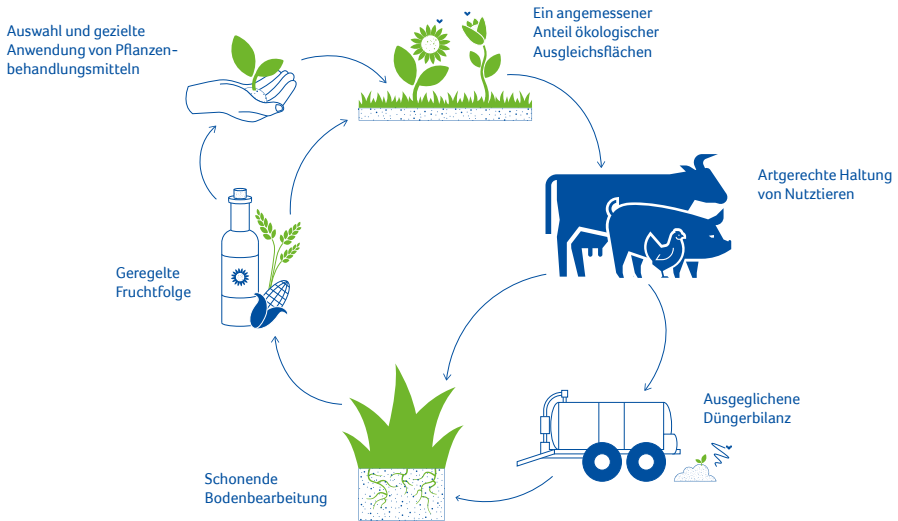 Auswahl und gezielte
Anwendung von Pflanzen-
behandlungsmitteln
Ein angemessener
Anteil ökologischer
Ausgleichsflächen
Artgerechte Haltung
von Nutztieren
Geregelte
Fruchtfolge
Ausgeglichene
Düngerbilanz
Schonende
Bodenbearbeitung